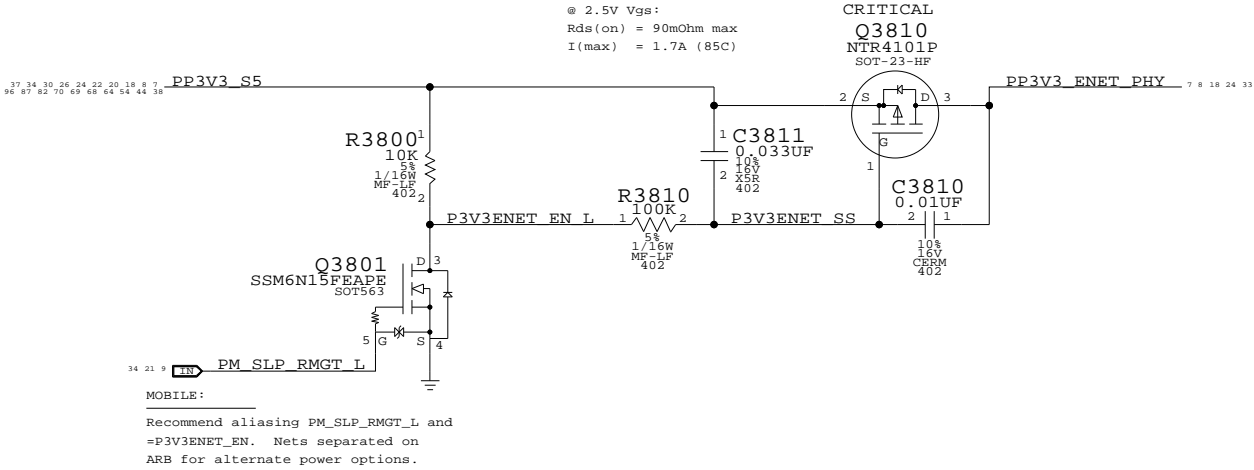 @ 2.5V Vgs:
Rds(on) = 90mOhm max
I(max) = 1.7A (85C)
CRITICAL
Q3810
NTR4101P
SOT-23-HF
37 34 30 26 24 22 20 18 8 7
96 87 82 70 69 68 64 54 44 38
PP3V3_S5
2 S D 3
G
1
PP3V3_ENET_PHY
7 8 18 24 33
R3800
10K
5%
1/16W
MF-LF
402
1
2
1
C3811
0.033UF
10%
16V
X5R
402
2
R3810
100K
5%
1/16W
MF-LF
402
C3810
0.01UF
2 1
10%
16V
CERM
402
P3V3ENET_EN_L
1 2
P3V3ENET_SS
Q3801
SSM6N15FEAPE
SOT563
D 3
5 G S 4
34 21 9
IN
PM_SLP_RMGT_L
MOBILE:
Recommend aliasing PM_SLP_RMGT_L and
=P3V3ENET_EN. Nets separated on
ARB for alternate power options.